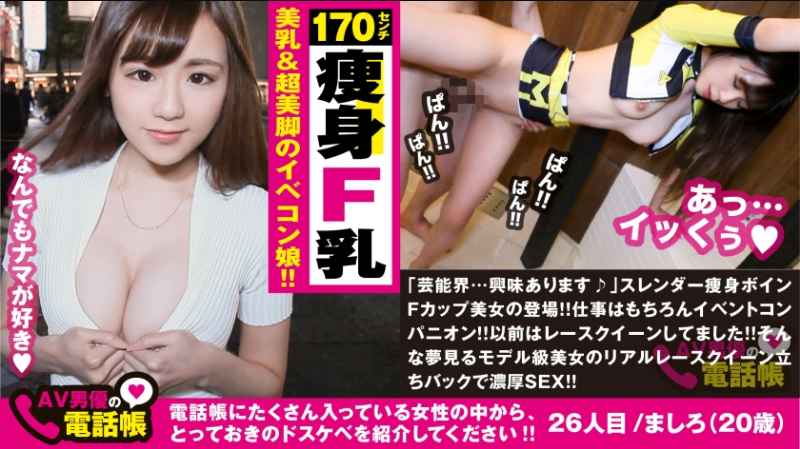 170センチ
痩身F乳
美乳&超美脚のイベコン娘!!
なんでもナマが好き♥
ぱん!!
ぱん!!
ぱん!!
ぱん!!
あっ…
イッくぅ♥
「芸能界…興味あります♪」スレンダー痩身ボイン
Fカップ美女の登場!!仕事はもちろんイベントコン
パニオン!!以前はレースクイーンしてました!!そん
な夢見るモデル級美女のリアルレースクイーン立
ちバックで濃厚SEX!!
AV男優の
電話帳
AV男優の
電話帳
電話帳にたくさん入っている女性の中から、
とっておきのドスケベを紹介してください!!
26人目/ましろ(20歳)